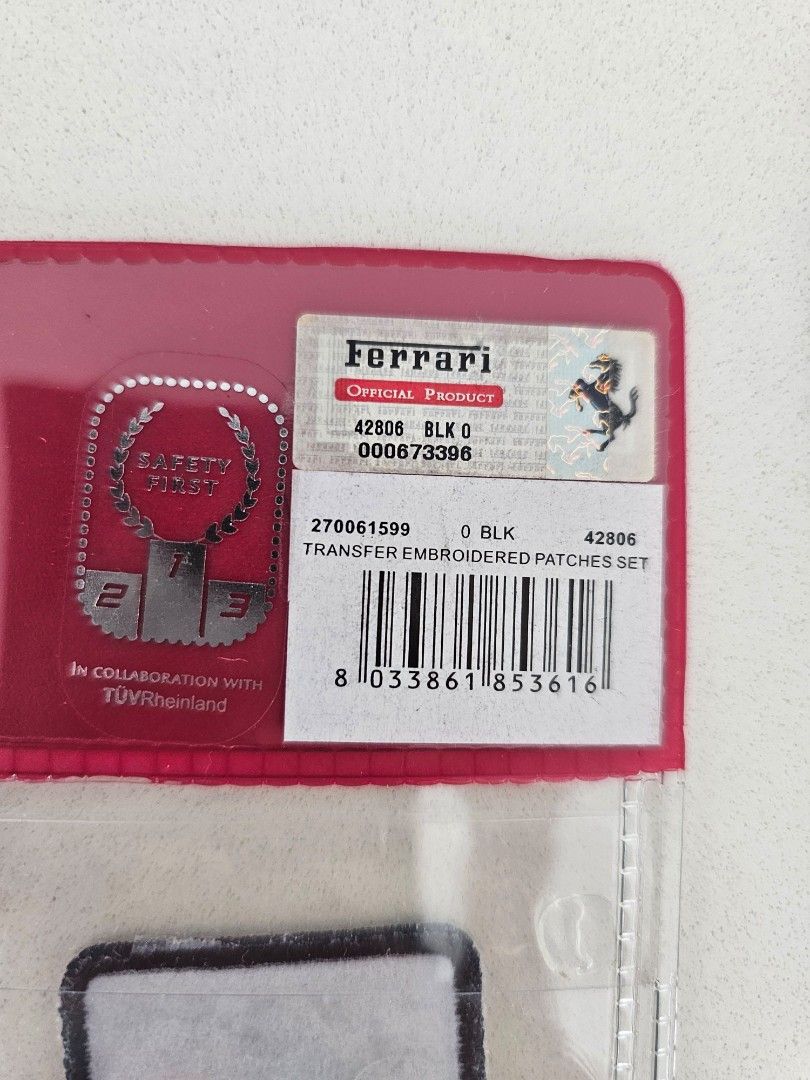 Ferrari
OFFICIAL PRODUCT
42806 BLK 0
000673396
SAFETY
FIRST
1
2 3
IN COLLABORATION WITH
TÜVRheinland
270061599 0 BLK 42806
TRANSFER EMBROIDERED PATCHES SET
8 033861 853616